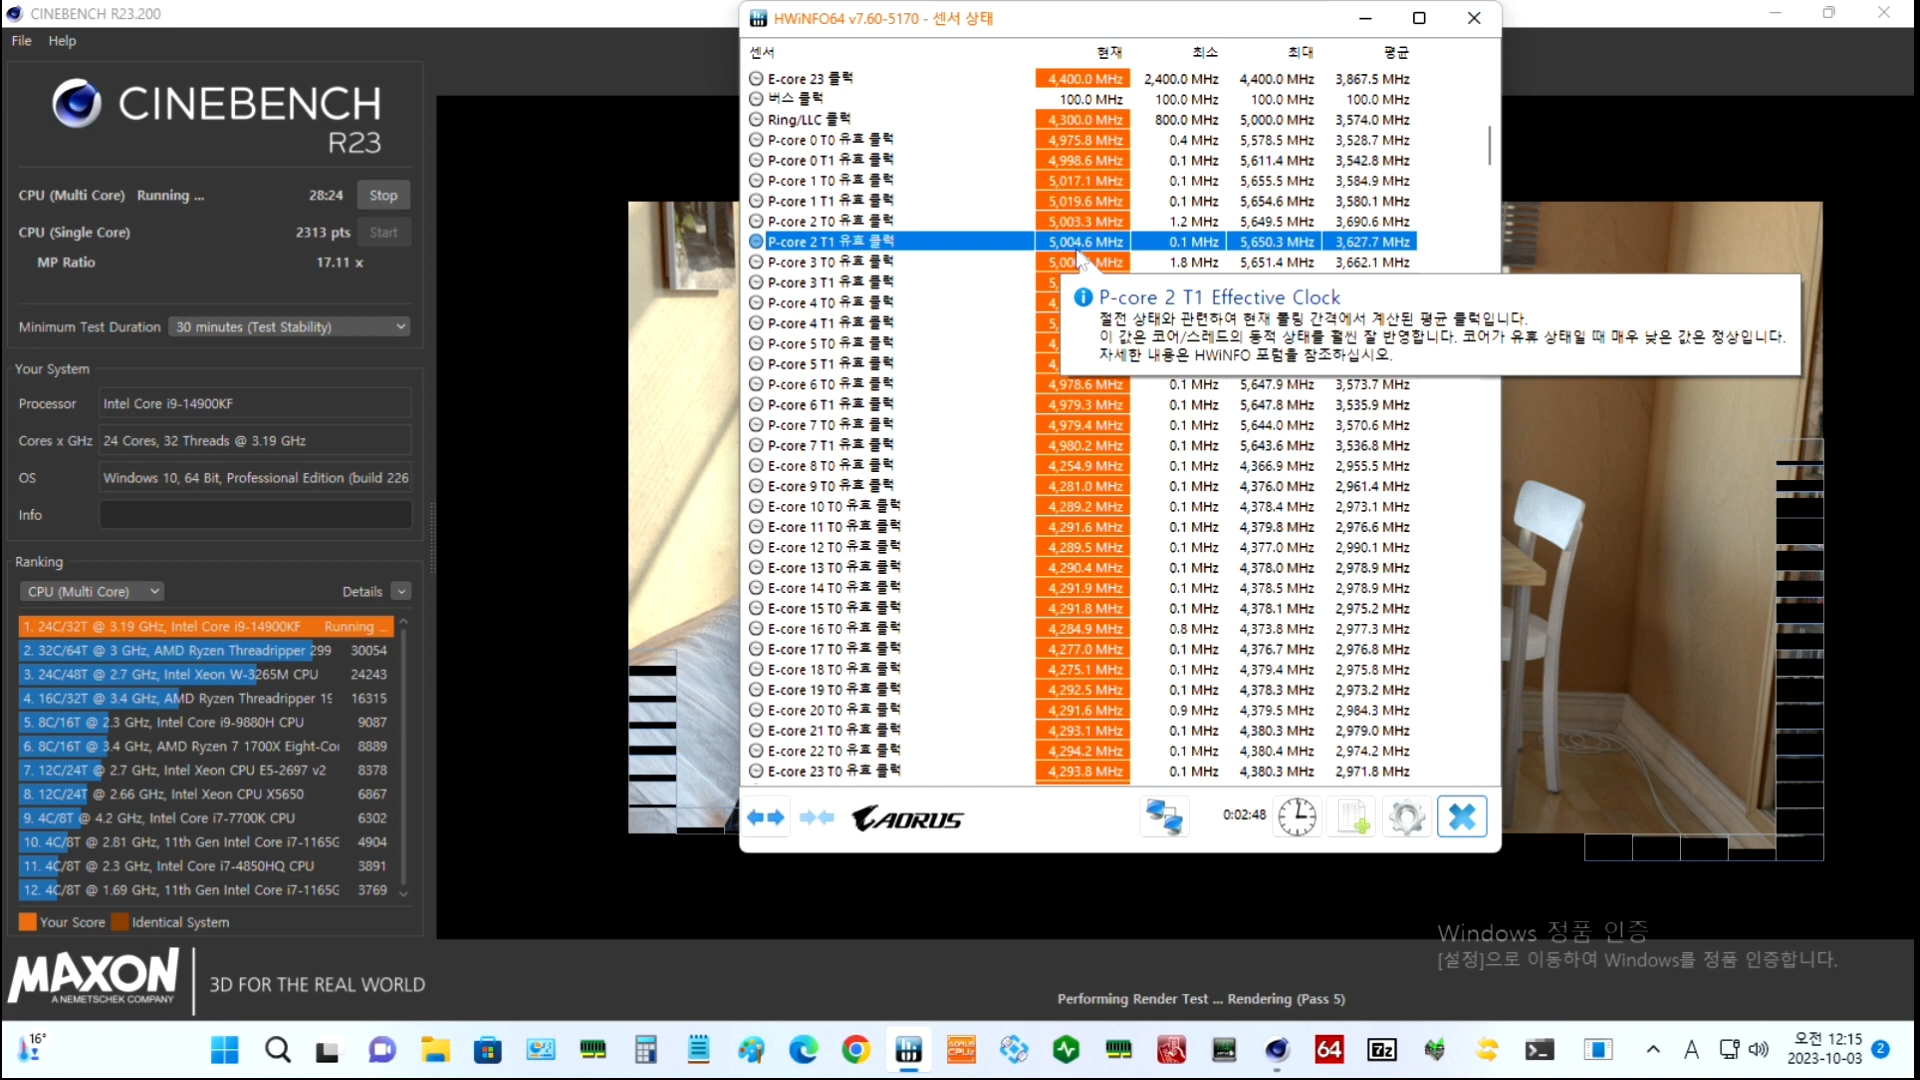 CINEBENCH R23.200
File Help
CINEBENCH
R23
CPU (Multi Core) Running ... 28:24 Stop
CPU (Single Core) 2313 pts Start
MP Ratio 17.11 x
Minimum Test Duration 30 minutes (Test Stability)
Your System
Processor Intel Core i9-14900KF
Cores x GHz 24 Cores, 32 Threads @ 3.19 GHz
OS Windows 10, 64 Bit, Professional Edition (build 226
Info
Ranking
CPU (Multi Core) Details
1. 24C/32T @ 3.19 GHz, Intel Core i9-14900KF Running ...
2. 32C/64T @ 3 GHz, AMD Ryzen Threadripper 299 30054
3. 24C/48T @ 2.7 GHz, Intel Xeon W-3265M CPU 24243
4. 16C/32T @ 3.4 GHz, AMD Ryzen Threadripper 19 16315
5. 8C/16T @ 2.3 GHz, Intel Core i9-9880H CPU 9087
6. 8C/16T @ 3.4 GHz, AMD Ryzen 7 1700X Eight-Co 8889
7. 12C/24T @ 2.7 GHz, Intel Xeon CPU E5-2697 v2 8378
8. 12C/24T @ 2.66 GHz, Intel Xeon CPU X5650 6867
9. 4C/8T @ 4.2 GHz, Intel Core i7-7700K CPU 6302
10. 4C/8T @ 2.81 GHz, 11th Gen Intel Core i7-1165G 4904
11. 4C/8T @ 2.3 GHz, Intel Core i7-4850HQ CPU 3891
12. 4C/8T @ 1.69 GHz, 11th Gen Intel Core i7-1165G 3769
Your Score Identical System
MAXON
A NEMETSCHEK COMPANY
3D FOR THE REAL WORLD
HWiNFO64 v7.60-5170 - 센서 상태
센서 현재 최소 최대 평균
E-core 23 클럭 4,400.0 MHz 2,400.0 MHz 4,400.0 MHz 3,867.5 MHz
버스 클럭 100.0 MHz 100.0 MHz 100.0 MHz 100.0 MHz
Ring/LLC 클럭 4,300.0 MHz 800.0 MHz 5,000.0 MHz 3,574.0 MHz
P-core 0 T0 유효 클럭 4,975.8 MHz 0.4 MHz 5,578.5 MHz 3,528.7 MHz
P-core 0 T1 유효 클럭 4,998.6 MHz 0.1 MHz 5,611.4 MHz 3,542.8 MHz
P-core 1 T0 유효 클럭 5,017.1 MHz 0.1 MHz 5,655.5 MHz 3,584.9 MHz
P-core 1 T1 유효 클럭 5,019.6 MHz 0.1 MHz 5,654.6 MHz 3,580.1 MHz
P-core 2 T0 유효 클럭 5,003.3 MHz 1.2 MHz 5,649.5 MHz 3,690.6 MHz
P-core 2 T1 유효 클럭 5,004.6 MHz 0.1 MHz 5,650.3 MHz 3,627.7 MHz
P-core 3 T0 유효 클럭 5,00 MHz 1.8 MHz 5,651.4 MHz 3,662.1 MHz
P-core 3 T1 유효 클럭 5,
P-core 4 T0 유효 클럭 4,
P-core 4 T1 유효 클럭 5,
P-core 5 T0 유효 클럭 4,
P-core 5 T1 유효 클럭 4,
P-core 2 T1 Effective Clock
절전 상태와 관련하여 현재 폴링 간격에서 계산된 평균 클럭입니다.
이 값은 코어/스레드의 동적 상태를 훨씬 잘 반영합니다. 코어가 유휴 상태일 때 매우 낮은 값은 정상입니다.
자세한 내용은 HWiNFO 포럼을 참조하십시오.
P-core 6 T0 유효 클럭 4,978.6 MHz 0.1 MHz 5,647.9 MHz 3,573.7 MHz
P-core 6 T1 유효 클럭 4,979.3 MHz 0.1 MHz 5,647.8 MHz 3,535.9 MHz
P-core 7 T0 유효 클럭 4,979.4 MHz 0.1 MHz 5,644.0 MHz 3,570.6 MHz
P-core 7 T1 유효 클럭 4,980.2 MHz 0.1 MHz 5,643.6 MHz 3,536.8 MHz
E-core 8 T0 유효 클럭 4,254.9 MHz 0.1 MHz 4,366.9 MHz 2,955.5 MHz
E-core 9 T0 유효 클럭 4,281.0 MHz 0.1 MHz 4,376.0 MHz 2,961.4 MHz
E-core 10 T0 유효 클럭 4,289.2 MHz 0.1 MHz 4,378.4 MHz 2,973.1 MHz
E-core 11 T0 유효 클럭 4,291.6 MHz 0.1 MHz 4,379.8 MHz 2,976.6 MHz
E-core 12 T0 유효 클럭 4,289.5 MHz 0.1 MHz 4,377.0 MHz 2,990.1 MHz
E-core 13 T0 유효 클럭 4,290.4 MHz 0.1 MHz 4,378.0 MHz 2,978.9 MHz
E-core 14 T0 유효 클럭 4,291.9 MHz 0.1 MHz 4,378.5 MHz 2,978.9 MHz
E-core 15 T0 유효 클럭 4,291.8 MHz 0.1 MHz 4,378.1 MHz 2,975.2 MHz
E-core 16 T0 유효 클럭 4,284.9 MHz 0.8 MHz 4,373.8 MHz 2,977.3 MHz
E-core 17 T0 유효 클럭 4,277.0 MHz 0.1 MHz 4,376.7 MHz 2,976.8 MHz
E-core 18 T0 유효 클럭 4,275.1 MHz 0.1 MHz 4,379.4 MHz 2,975.8 MHz
E-core 19 T0 유효 클럭 4,292.5 MHz 0.1 MHz 4,378.3 MHz 2,973.2 MHz
E-core 20 T0 유효 클럭 4,291.6 MHz 0.9 MHz 4,379.5 MHz 2,984.3 MHz
E-core 21 T0 유효 클럭 4,293.1 MHz 0.1 MHz 4,380.3 MHz 2,979.0 MHz
E-core 22 T0 유효 클럭 4,294.2 MHz 0.1 MHz 4,380.4 MHz 2,974.2 MHz
E-core 23 T0 유효 클럭 4,293.8 MHz 0.1 MHz 4,380.3 MHz 2,971.8 MHz
AORUS 0:02:48
Windows 정품 인증
[설정]으로 이동하여 Windows를 정품 인증합니다.
Performing Render Test ... Rendering (Pass 5)
16°
64
7z
A
오전 12:15
2023-10-03
2